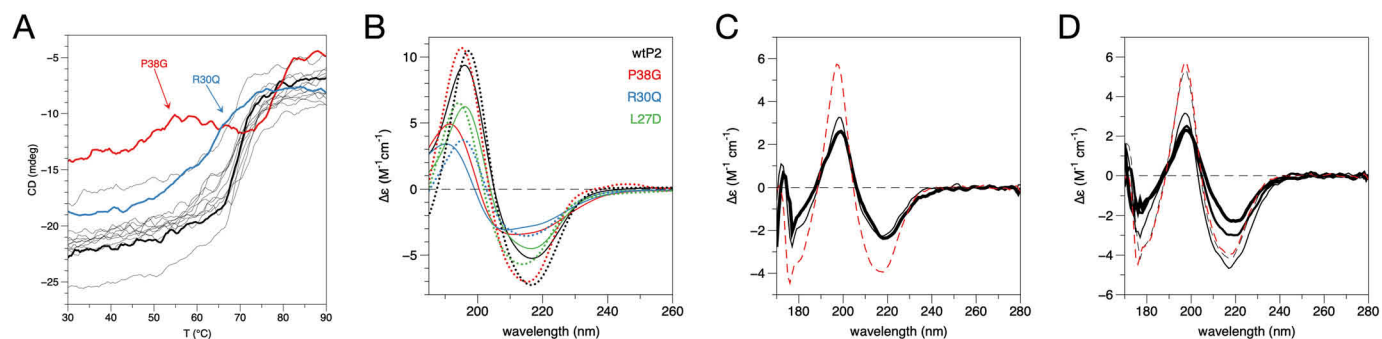 A
B
C
D
−5
−10
−15
−20
−25
CD (mdeg)
30
40
50
60
70
80
90
T (°C)
P38G
R30Q
10
5
0
−5
Δε (M⁻¹ cm⁻¹)
200
220
240
260
wavelength (nm)
wtP2
P38G
R30Q
L27D
6
4
2
0
−2
−4
Δε (M⁻¹ cm⁻¹)
180
200
220
240
260
280
wavelength (nm)
6
4
2
0
−2
−4
−6
Δε (M⁻¹ cm⁻¹)
180
200
220
240
260
280
wavelength (nm)